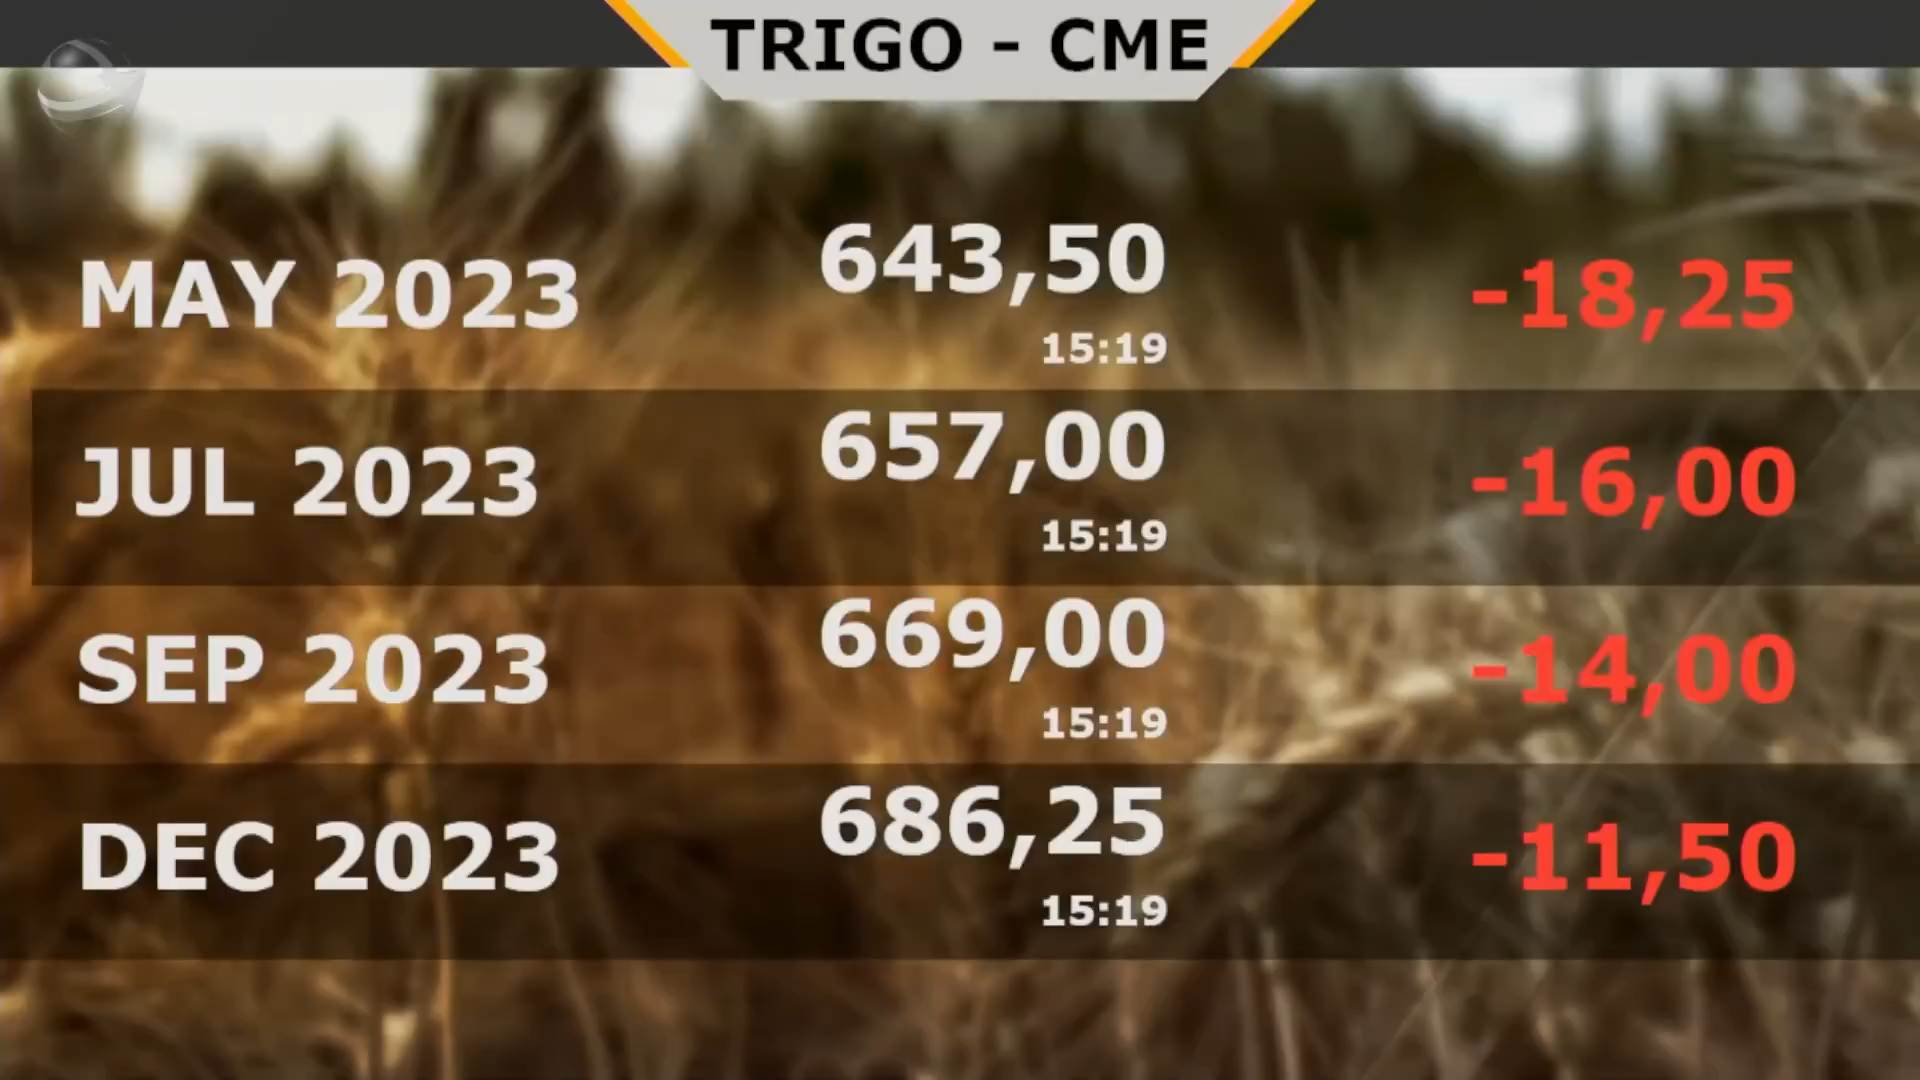 TRIGO - CME
MAY 2023 643,50 -18,25
15:19
JUL 2023 657,00 -16,00
15:19
SEP 2023 669,00 -14,00
15:19
DEC 2023 686,25 -11,50
15:19